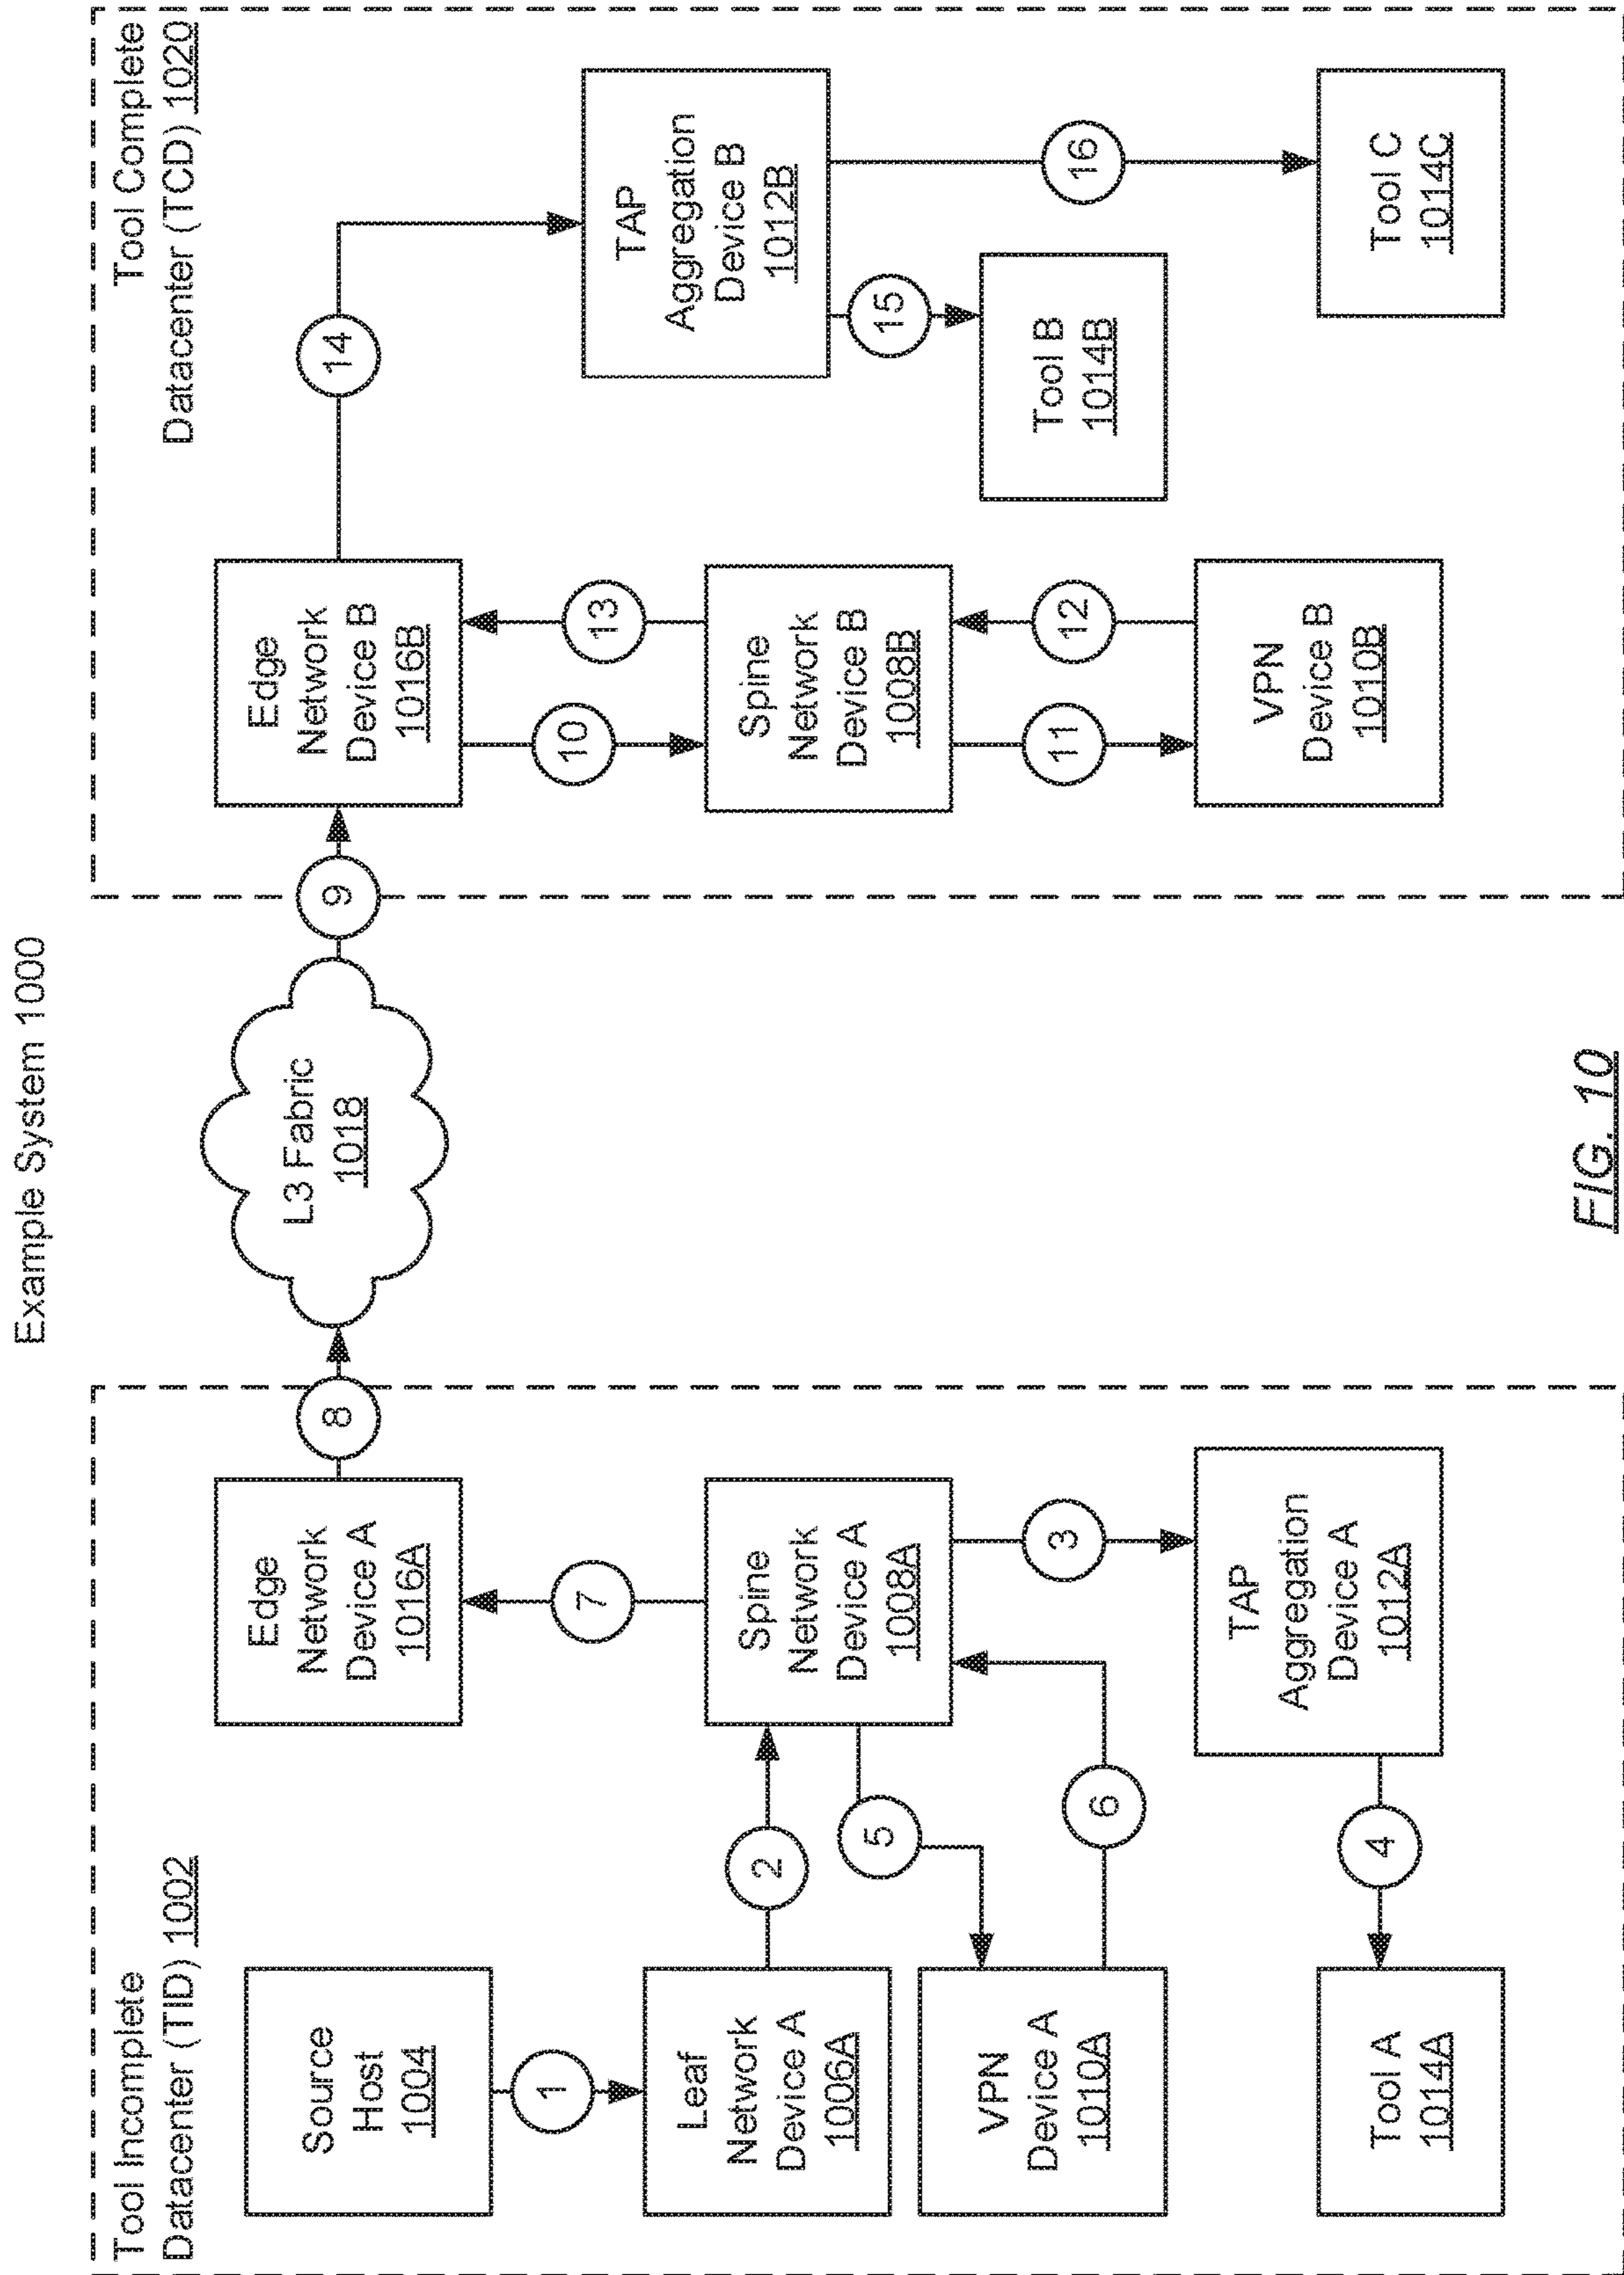 Example System 1000
Tool Incomplete
Datacenter (TID) 1002
Source
Host
1004
1
Leaf
Network
Device A
1006A
2
VPN
Device A
1010A
5
6
Tool A
1014A
4
Edge
Network
Device A
1016A
7
Spine
Network
Device A
1008A
3
TAP
Aggregation
Device A
1012A
8
L3 Fabric
1018
9
Tool Complete
Datacenter (TCD) 1020
Edge
Network
Device B
1016B
10
13
Spine
Network
Device B
1008B
11
12
VPN
Device B
1010B
14
TAP
Aggregation
Device B
1012B
15
16
Tool B
1014B
Tool C
1014C
FIG. 10